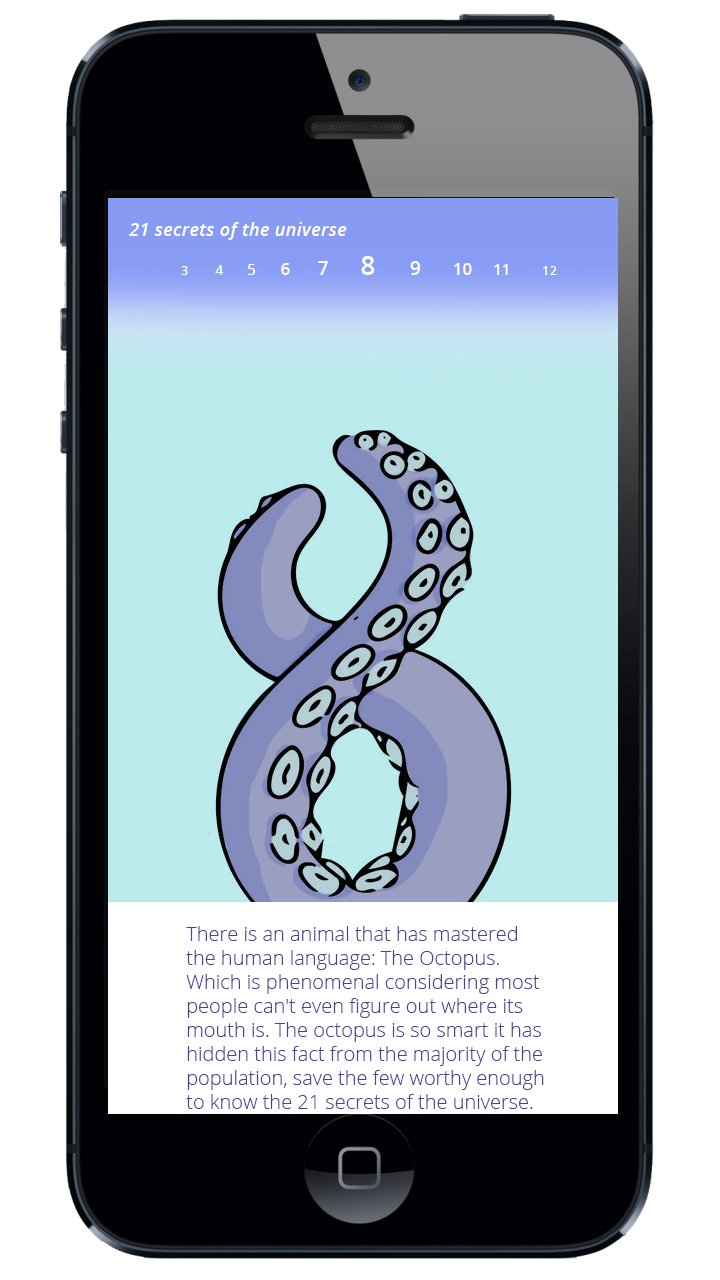 21 secrets of the universe
3 4 5 6 7 8 9 10 11 12
There is an animal that has mastered
the human language: The Octopus.
Which is phenomenal considering most
people can't even figure out where its
mouth is. The octopus is so smart it has
hidden this fact from the majority of the
population, save the few worthy enough
to know the 21 secrets of the universe.